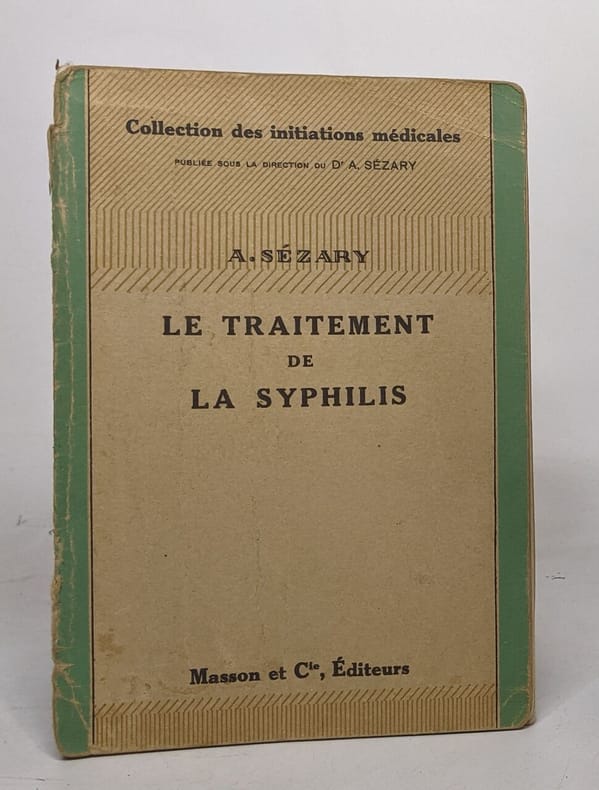 Collection des initiations médicales
PUBLIÉE SOUS LA DIRECTION DU Dʳ A. SÉZARY
A. SÉZARY
LE TRAITEMENT
DE
LA SYPHILIS
Masson et Cⁱᵉ, Éditeurs